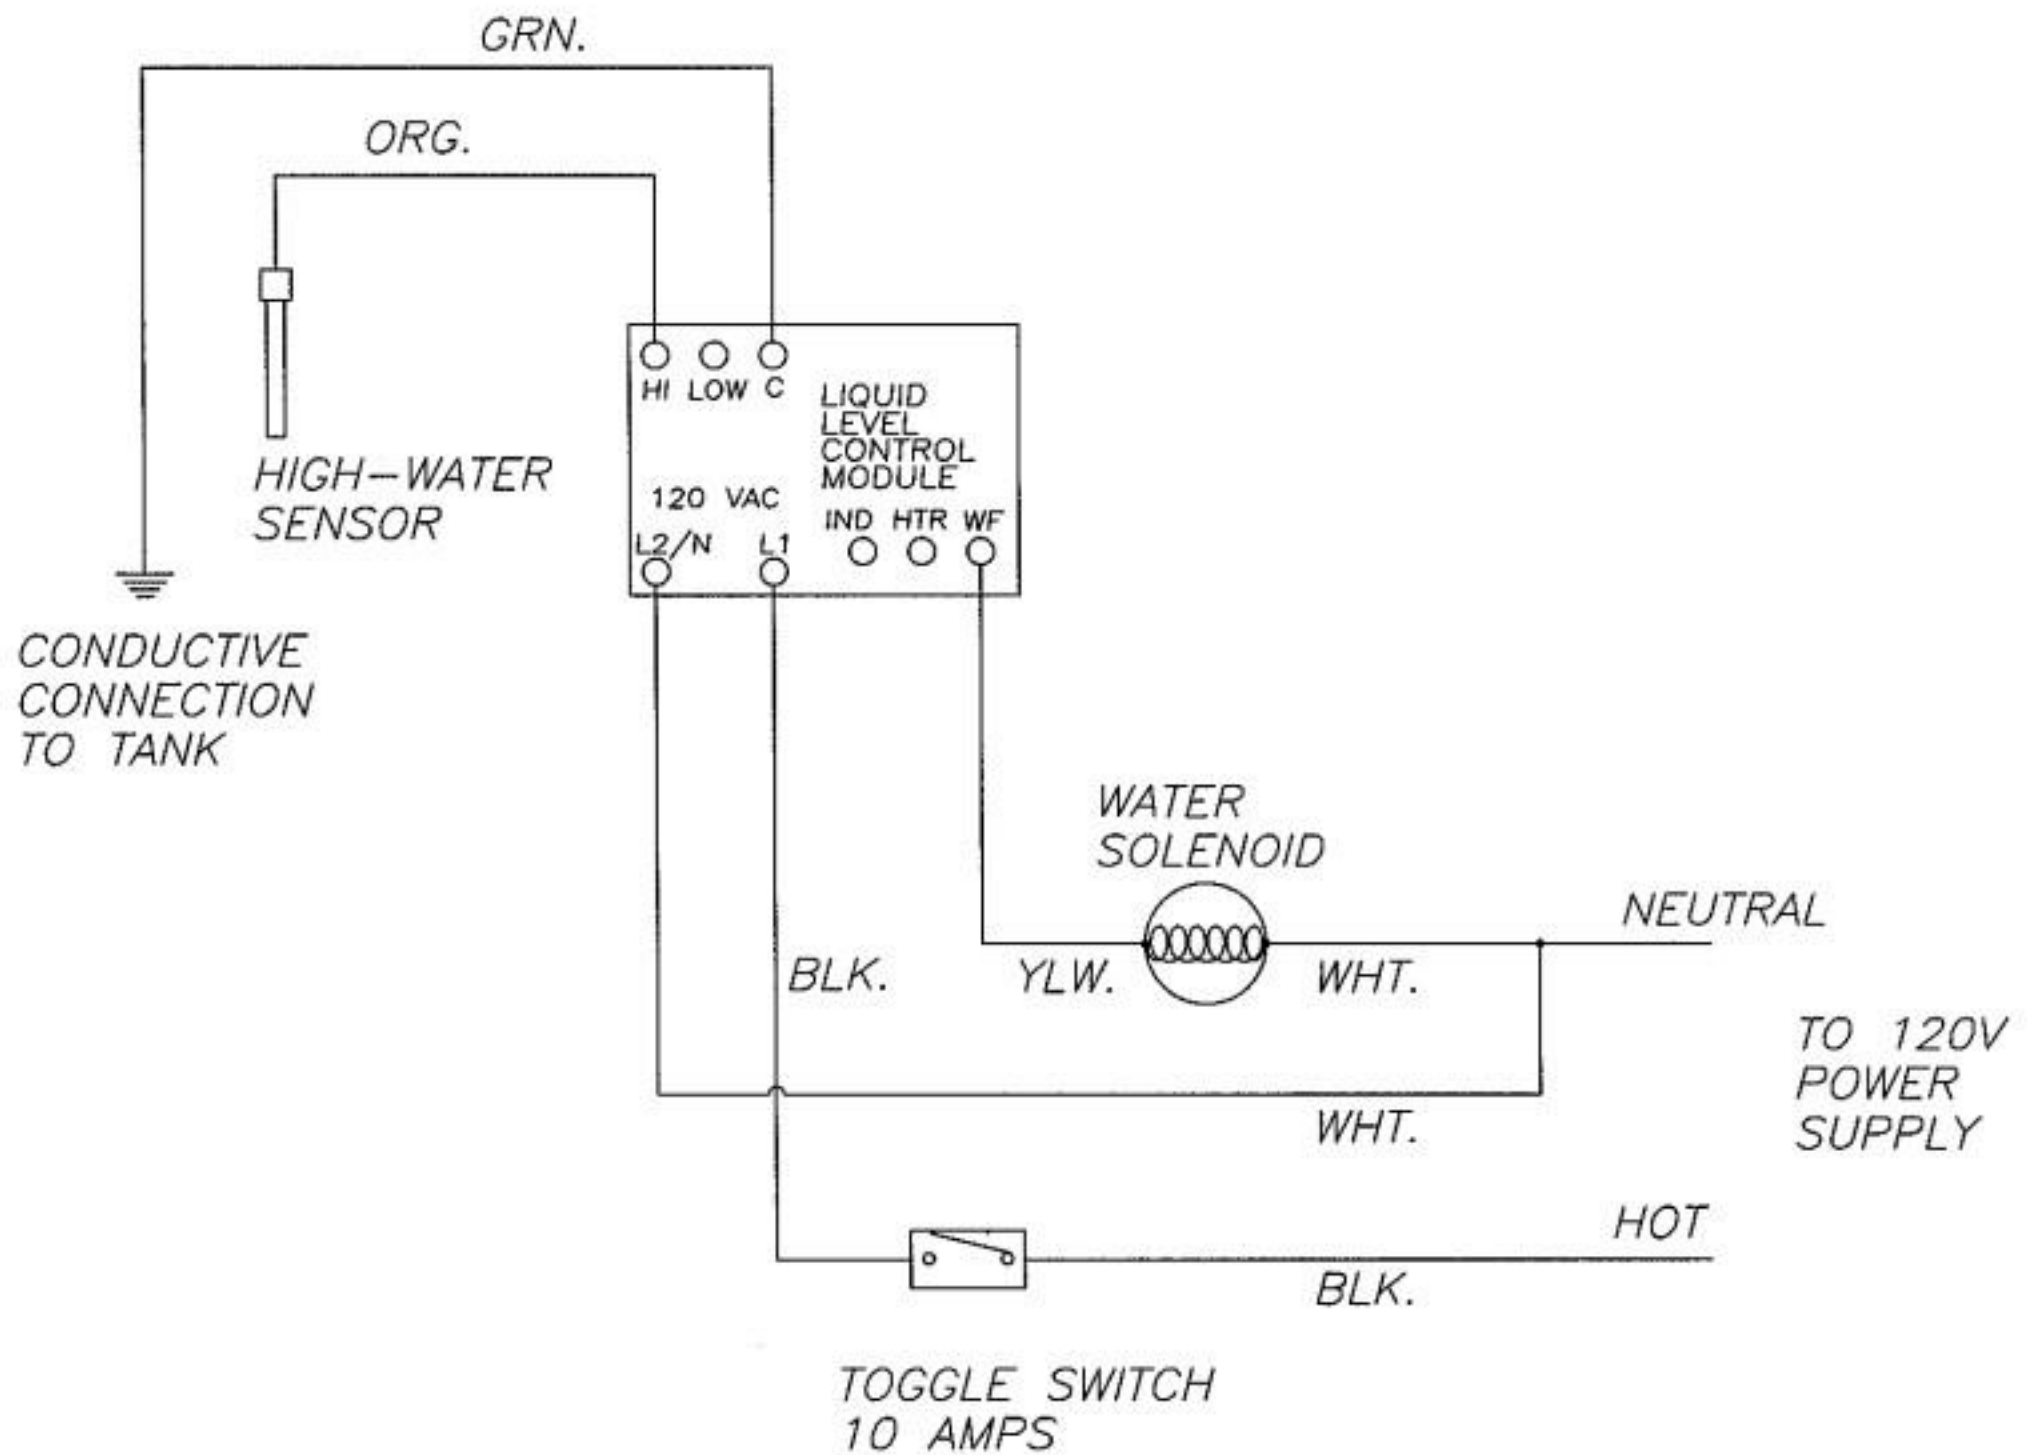 GRN.
ORG.
HI LOW C
LIQUID
LEVEL
CONTROL
MODULE
HIGH-WATER
SENSOR
120 VAC
IND HTR WF
L2/N L1
CONDUCTIVE
CONNECTION
TO TANK
WATER
SOLENOID
NEUTRAL
BLK.
YLW.
WHT.
TO 120V
POWER
SUPPLY
WHT.
HOT
BLK.
TOGGLE SWITCH
10 AMPS